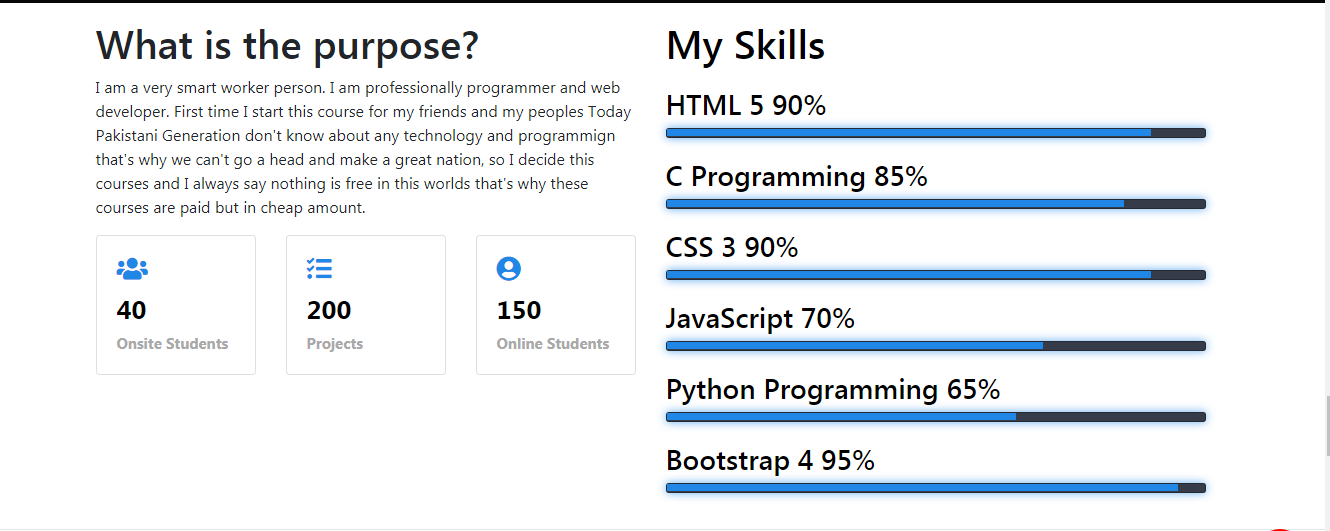 What is the purpose?
I am a very smart worker person. I am professionally programmer and web
developer. First time I start this course for my friends and my peoples Today
Pakistani Generation don't know about any technology and programmign
that's why we can't go a head and make a great nation, so I decide this
courses and I always say nothing is free in this worlds that's why these
courses are paid but in cheap amount.
40
Onsite Students
200
Projects
150
Online Students
My Skills
HTML 5 90%
C Programming 85%
CSS 3 90%
JavaScript 70%
Python Programming 65%
Bootstrap 4 95%